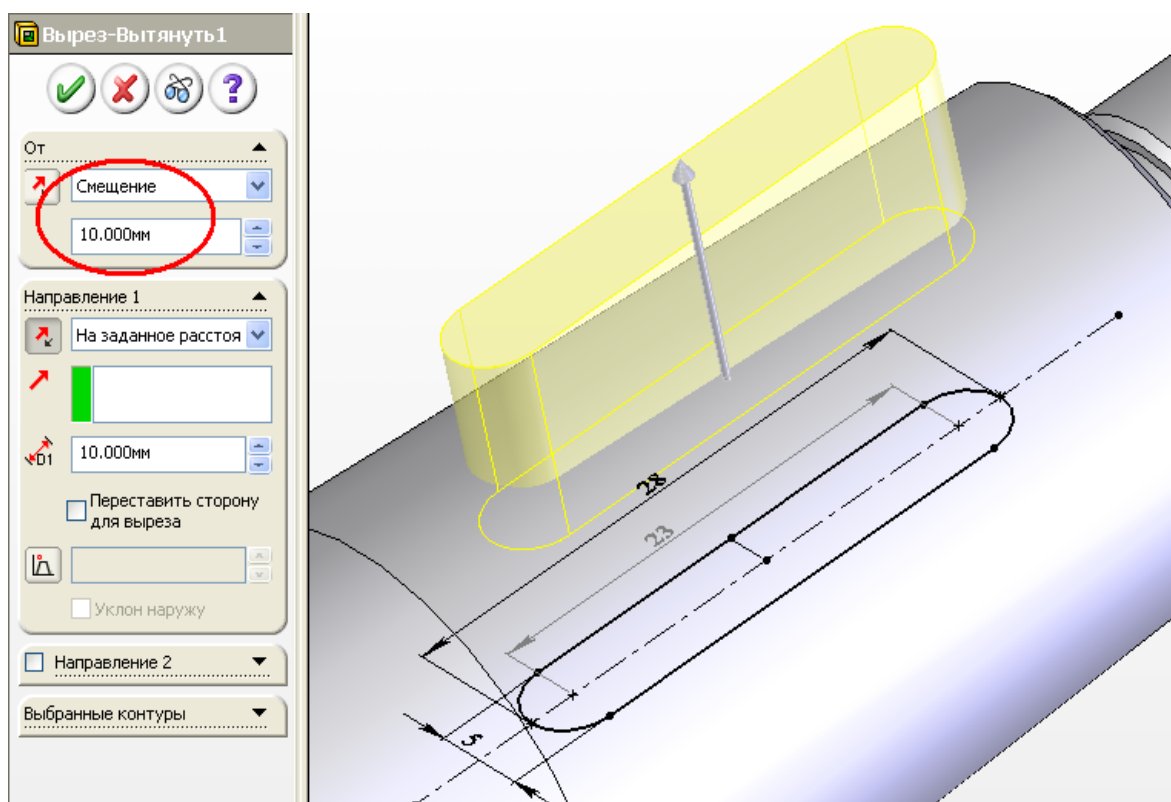 Вырез-Вытянуть1
?
От
Смещение
10.000мм
Направление 1
На заданное расстоя
D1
10.000мм
Переставить сторону
для выреза
Уклон наружу
Направление 2
Выбранные контуры
28
23
5